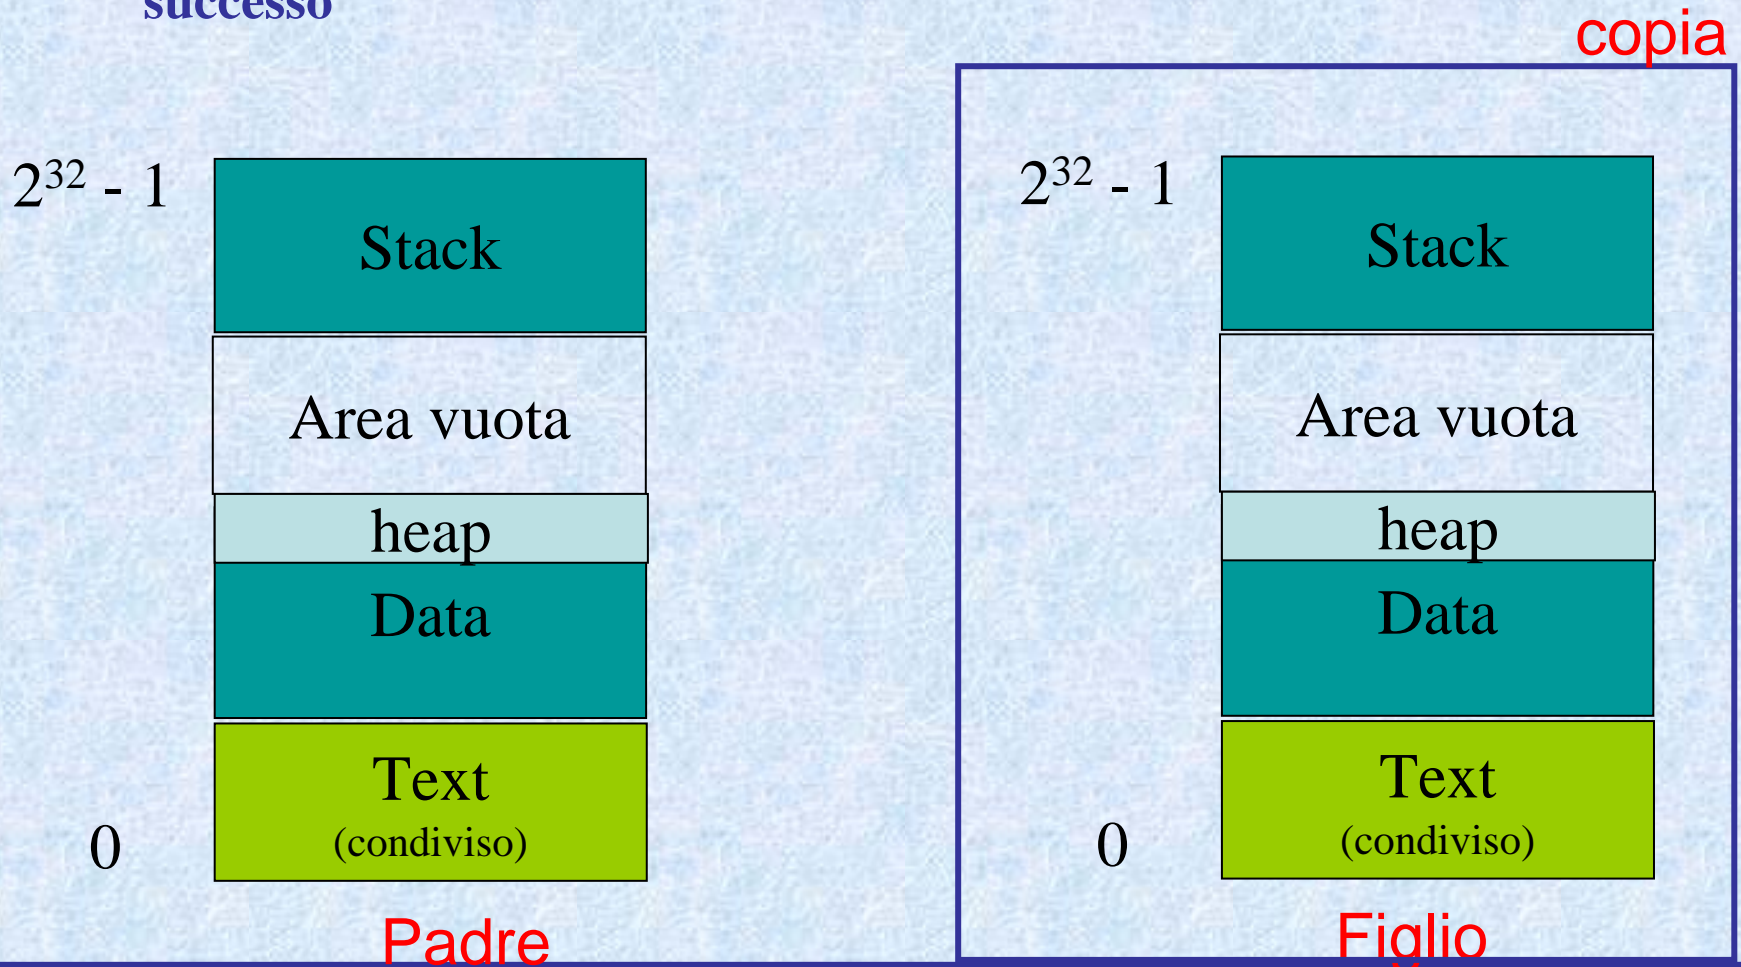 successo
copia
2³² - 1
Stack
Area vuota
heap
Data
Text
(condiviso)
0
Padre
2³² - 1
Stack
Area vuota
heap
Data
Text
(condiviso)
0
Figlio